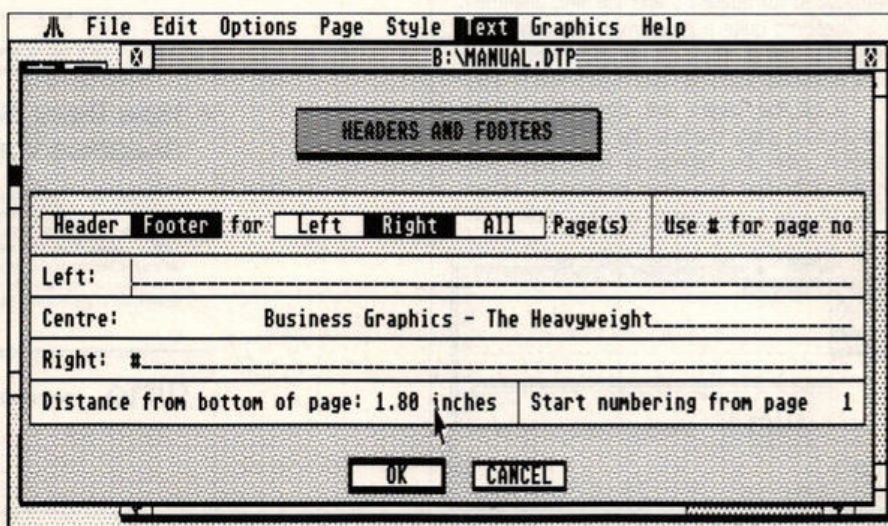 File Edit Options Page Style Text Graphics Help
B:\MANUAL.DTP
HEADERS AND FOOTERS
Header Footer for Left Right All Page(s) Use # for page no
Left:
Centre: Business Graphics - The Heavyweight
Right: #
Distance from bottom of page: 1.80 inches Start numbering from page 1
OK CANCEL